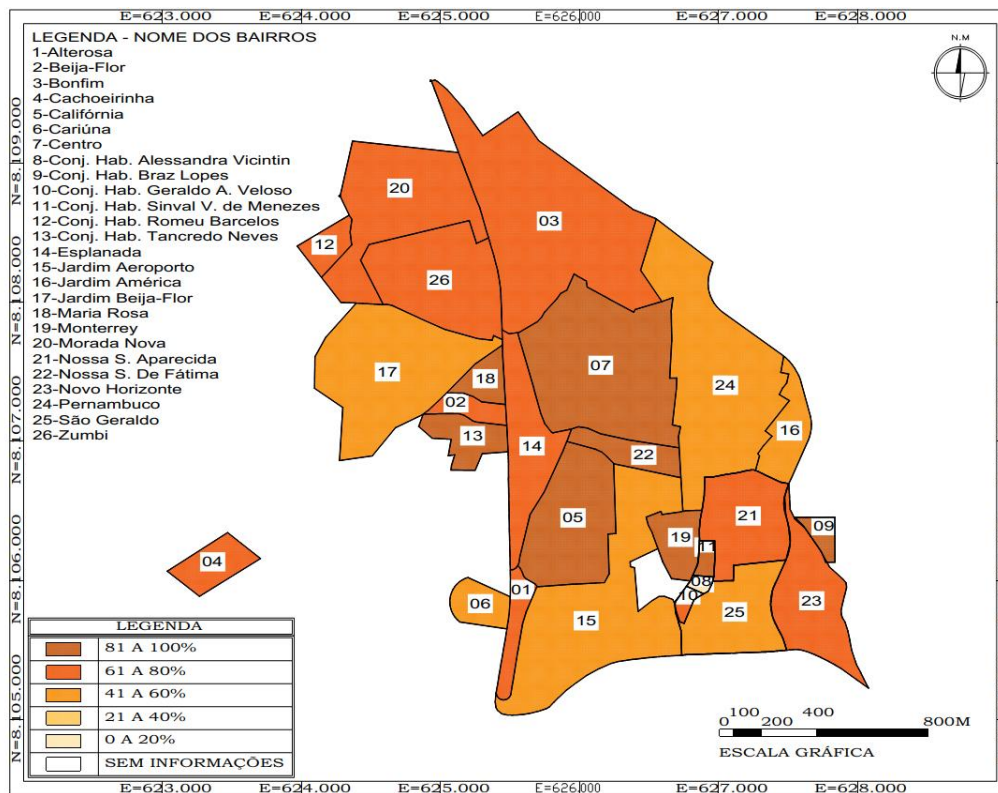 E=623.000 E=624.000 E=625.000 E=626.000 E=627.000 E=628.000
LEGENDA - NOME DOS BAIRROS
1-Alterosa
2-Beija-Flor
3-Bonfim
4-Cachoeirinha
5-Califórnia
6-Cariúna
7-Centro
8-Conj. Hab. Alessandra Vicintin
9-Conj. Hab. Braz Lopes
10-Conj. Hab. Geraldo A. Veloso
11-Conj. Hab. Sinval V. de Menezes
12-Conj. Hab. Romeu Barcelos
13-Conj. Hab. Tancredo Neves
14-Esplanada
15-Jardim Aeroporto
16-Jardim América
17-Jardim Beija-Flor
18-Maria Rosa
19-Monterrey
20-Morada Nova
21-Nossa S. Aparecida
22-Nossa S. De Fátima
23-Novo Horizonte
24-Pernambuco
25-São Geraldo
26-Zumbi
N.M
N=8.109.000
N=8.108.000
N=8.107.000
N=8.106.000
N=8.105.000
20
03
12
26
07
17
18
24
02
16
13
14
22
05
21
09
19
11
04
08
01
06
10
23
25
15
LEGENDA
81 A 100%
61 A 80%
41 A 60%
21 A 40%
0 A 20%
SEM INFORMAÇÕES
0 100 200 400 800M
ESCALA GRÁFICA
E=623.000 E=624.000 E=625.000 E=626.000 E=627.000 E=628.000